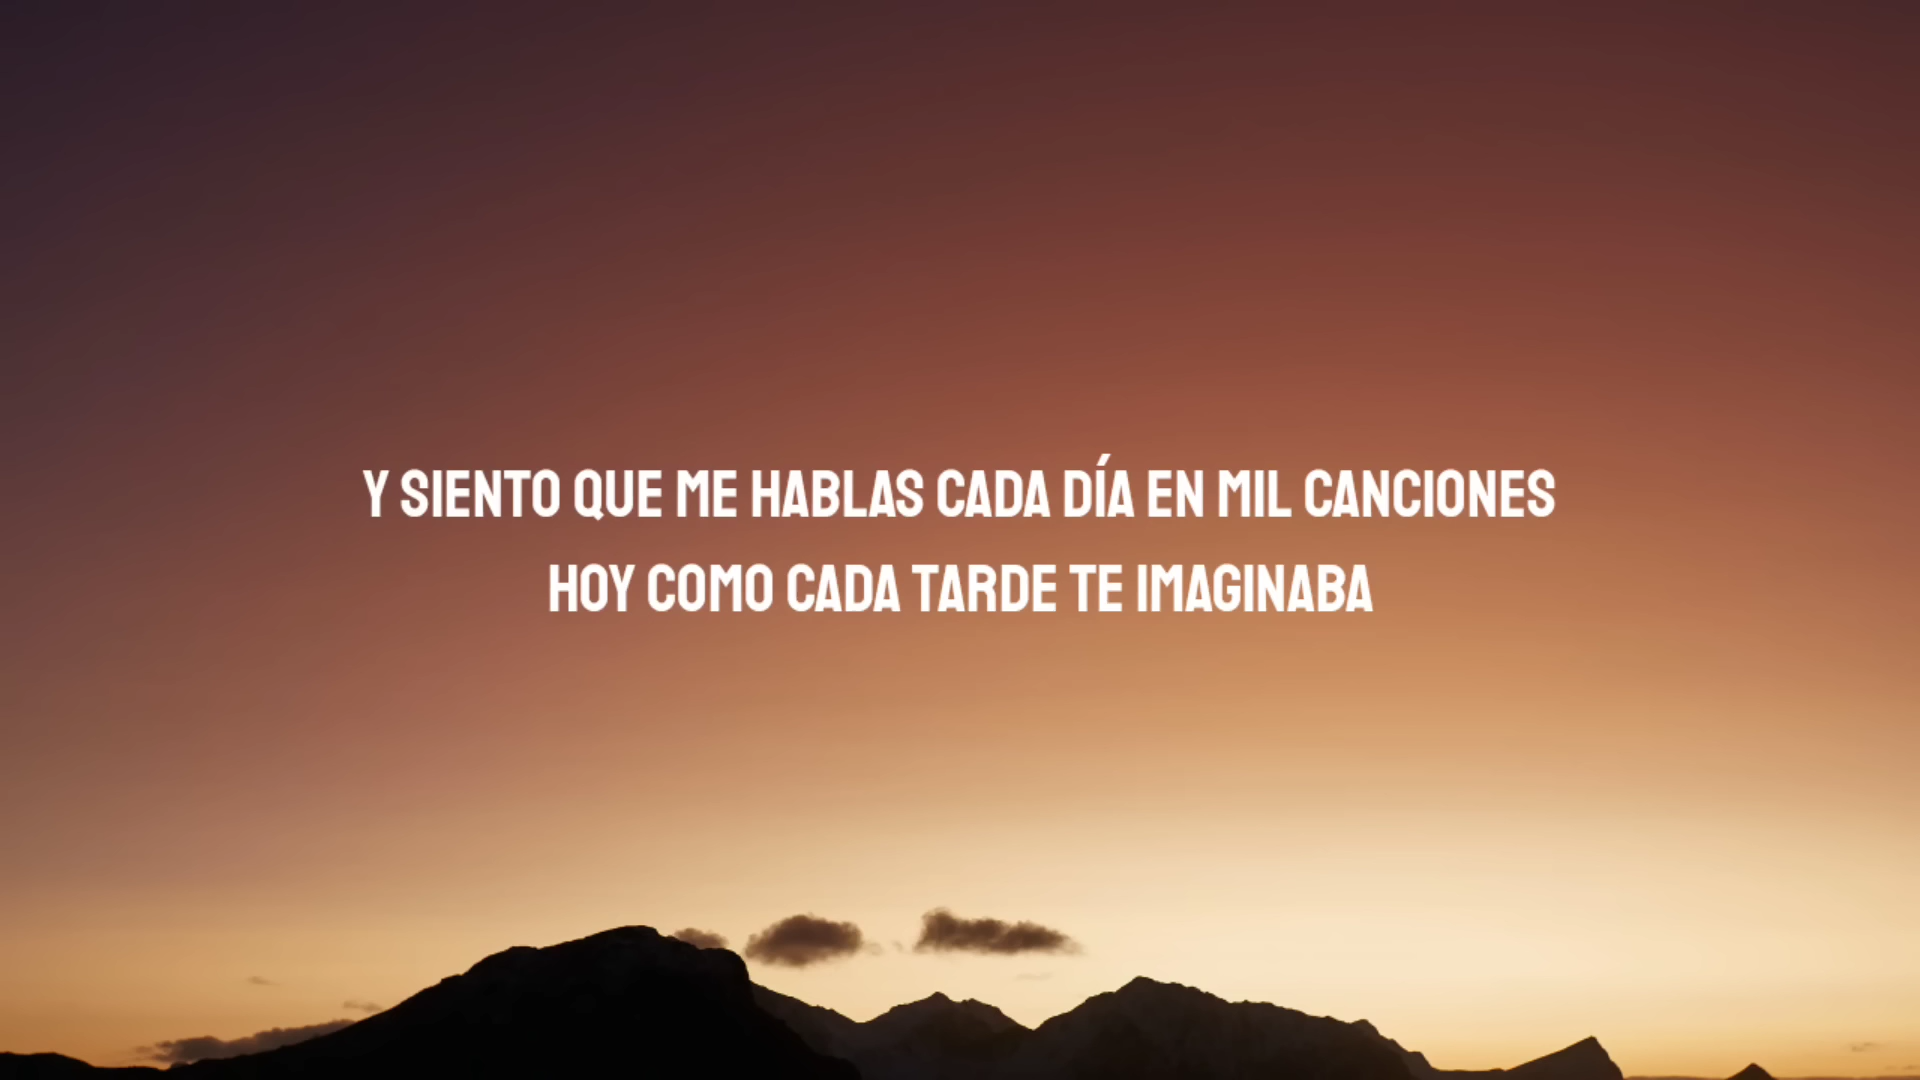 Y SIENTO QUE ME HABLAS CADA DÍA EN MIL CANCIONES
HOY COMO CADA TARDE TE IMAGINABA